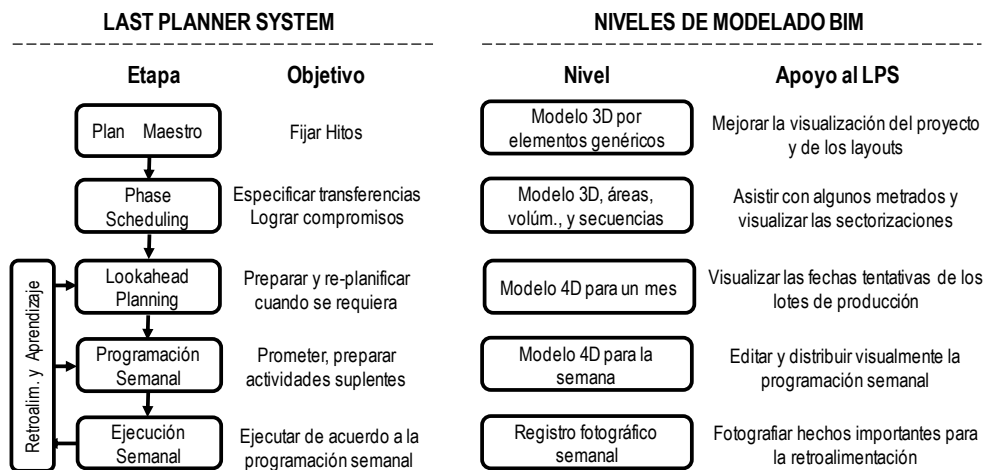 LAST PLANNER SYSTEM
NIVELES DE MODELADO BIM
Etapa
Objetivo
Nivel
Apoyo al LPS
Plan Maestro
Fijar Hitos
Modelo 3D por
elementos genéricos
Mejorar la visualización del proyecto
y de los layouts
Phase
Scheduling
Especificar transferencias
Lograr compromisos
Modelo 3D, áreas,
volúm., y secuencias
Asistir con algunos metrados y
visualizar las sectorizaciones
Retroalim. y Aprendizaje
Lookahead
Planning
Preparar y re-planificar
cuando se requiera
Modelo 4D para un mes
Visualizar las fechas tentativas de los
lotes de producción
Programación
Semanal
Prometer, preparar
actividades suplentes
Modelo 4D para la
semana
Editar y distribuir visualmente la
programación semanal
Ejecución
Semanal
Ejecutar de acuerdo a la
programación semanal
Registro fotográfico
semanal
Fotografiar hechos importantes para
la retroalimentación